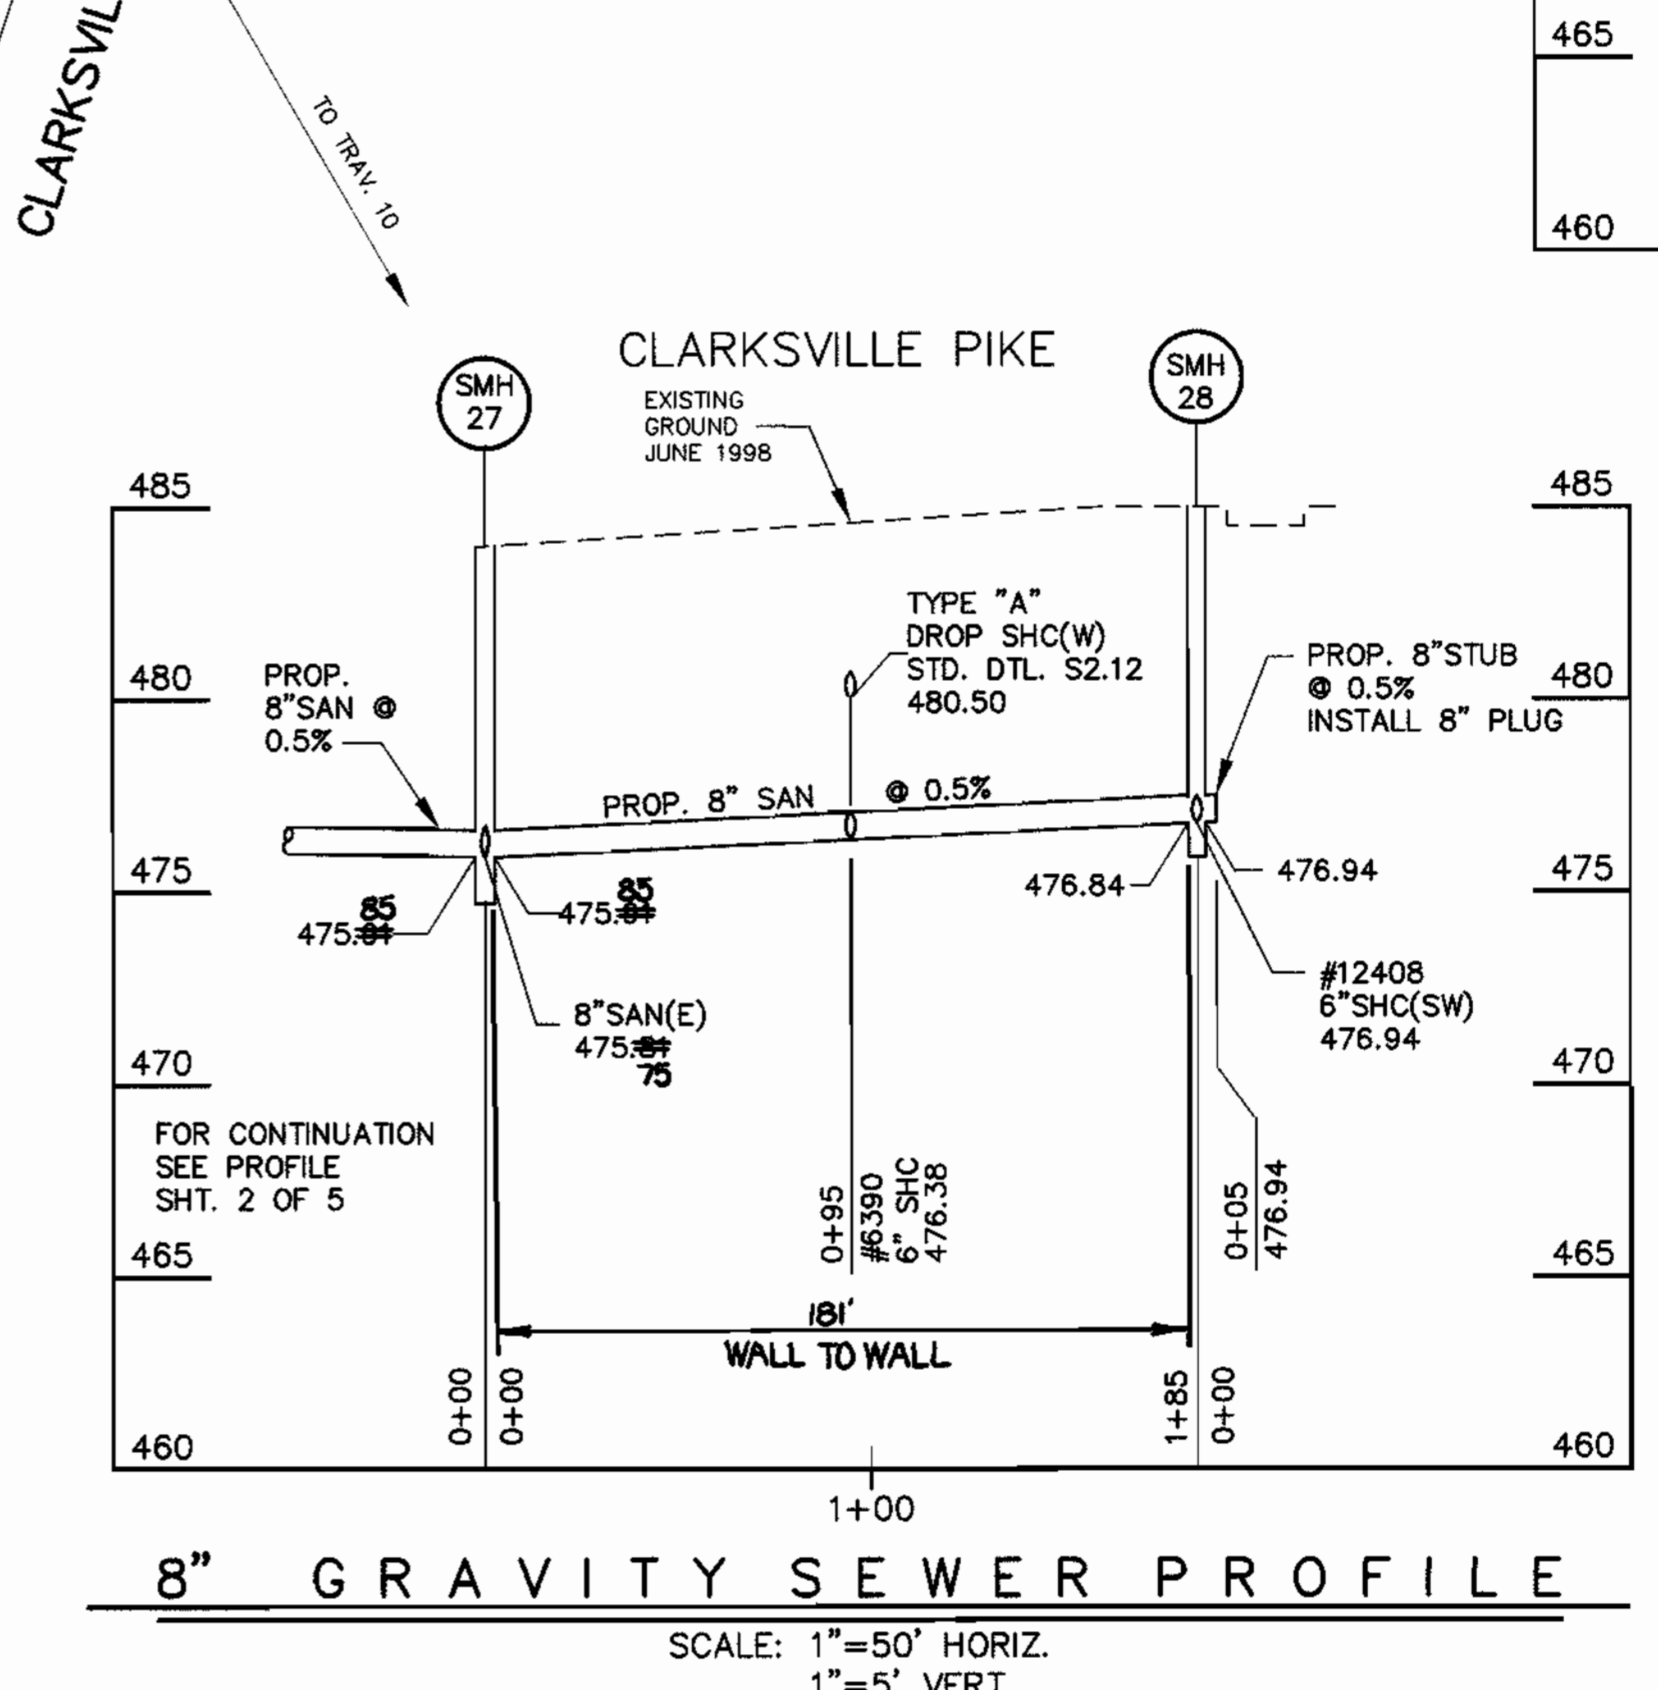 CLARKSVIL
TO TRAV. 10
465
460
CLARKSVILLE PIKE
SMH
27
SMH
28
EXISTING
GROUND
JUNE 1998
485
485
TYPE "A"
DROP SHC(W)
STD. DTL. S2.12
480.50
PROP. 8"STUB
@ 0.5%
INSTALL 8" PLUG
480
480
PROP.
8"SAN @
0.5%
PROP. 8" SAN @ 0.5%
475
475
476.84
476.94
85
475.81
85
475.81
#12408
6"SHC(SW)
476.94
8"SAN(E)
475.81
75
470
470
FOR CONTINUATION
SEE PROFILE
SHT. 2 OF 5
0+95
#6390
6" SHC
476.38
0+05
476.94
465
465
181'
WALL TO WALL
0+00
0+00
1+85
0+00
460
460
1+00
8" GRAVITY SEWER PROFILE
SCALE: 1"=50' HORIZ.
1"=5' VERT